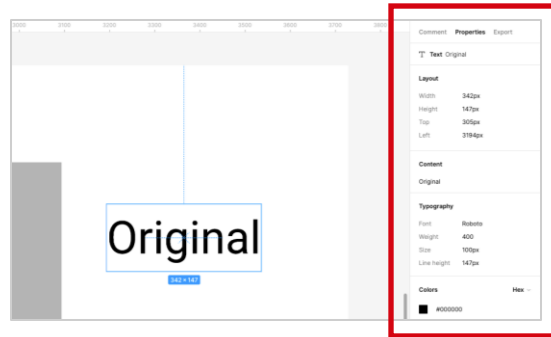 3000 3100 3200 3300 3400 3500 3600 3700 3800
Original
342 × 147
Comment Properties Export
T Text Original
Layout
Width 342px
Height 147px
Top 305px
Left 3194px
Content
Original
Typography
Font Roboto
Weight 400
Size 100px
Line height 147px
Colors Hex
#000000